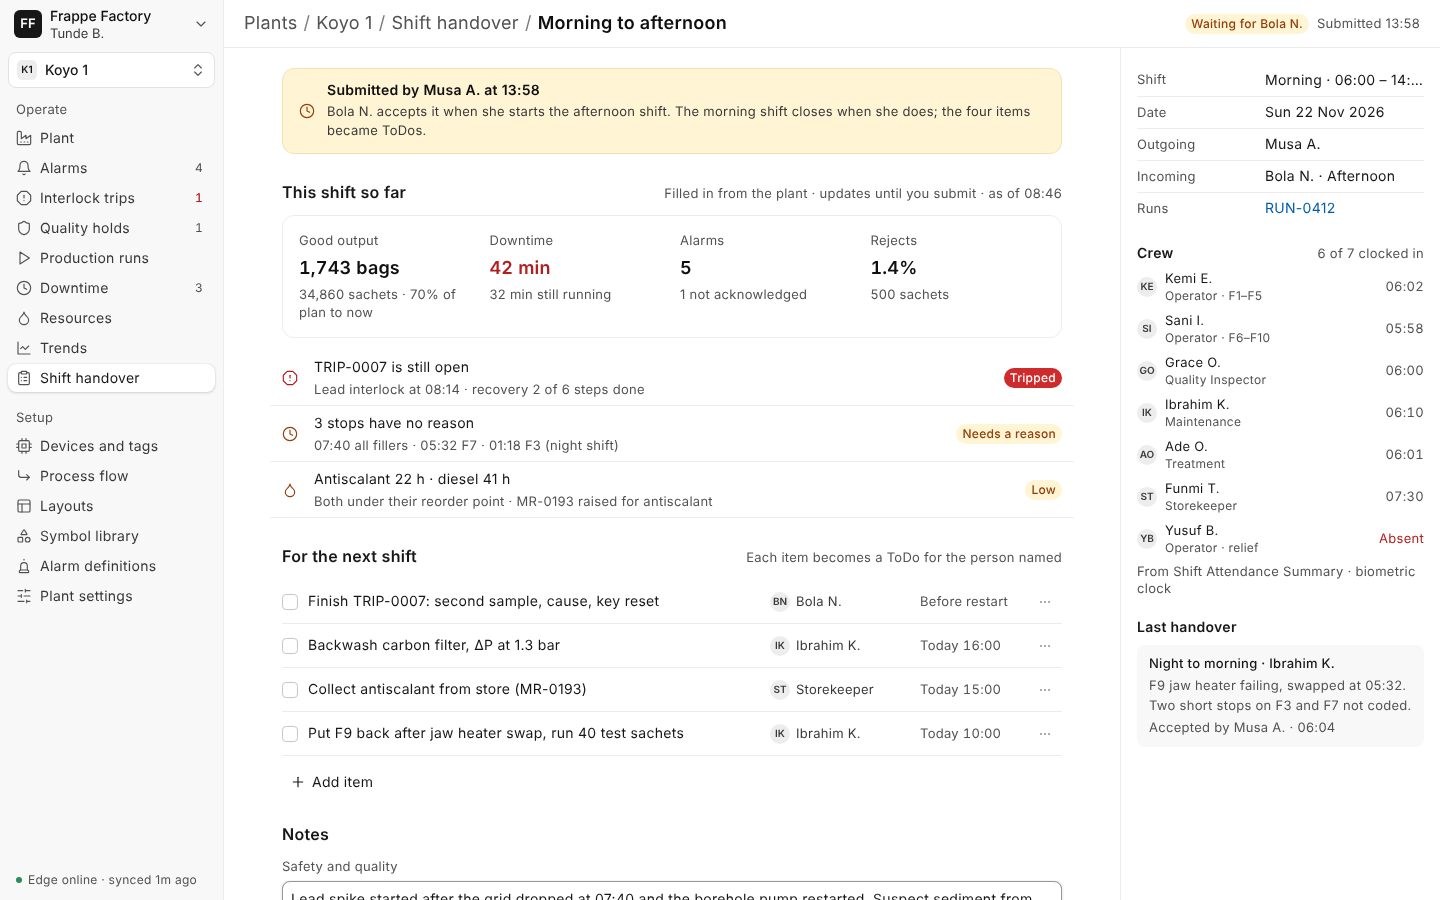 FF
Frappe Factory
Tunde B.
K1
Koyo 1
Operate
Plant
Alarms 4
Interlock trips 1
Quality holds 1
Production runs
Downtime 3
Resources
Trends
Shift handover
Setup
Devices and tags
Process flow
Layouts
Symbol library
Alarm definitions
Plant settings
Edge online · synced 1m ago
Plants / Koyo 1 / Shift handover / Morning to afternoon
Waiting for Bola N. Submitted 13:58
Submitted by Musa A. at 13:58
Bola N. accepts it when she starts the afternoon shift. The morning shift closes when she does; the four items
became ToDos.
This shift so far
Filled in from the plant · updates until you submit · as of 08:46
Good output
1,743 bags
34,860 sachets · 70% of
plan to now
Downtime
42 min
32 min still running
Alarms
5
1 not acknowledged
Rejects
1.4%
500 sachets
TRIP-0007 is still open
Lead interlock at 08:14 · recovery 2 of 6 steps done
Tripped
3 stops have no reason
07:40 all fillers · 05:32 F7 · 01:18 F3 (night shift)
Needs a reason
Antiscalant 22 h · diesel 41 h
Both under their reorder point · MR-0193 raised for antiscalant
Low
For the next shift
Each item becomes a ToDo for the person named
Finish TRIP-0007: second sample, cause, key reset BN Bola N. Before restart ···
Backwash carbon filter, ΔP at 1.3 bar IK Ibrahim K. Today 16:00 ···
Collect antiscalant from store (MR-0193) ST Storekeeper Today 15:00 ···
Put F9 back after jaw heater swap, run 40 test sachets IK Ibrahim K. Today 10:00 ···
Add item
Notes
Safety and quality
Lead spike started after the grid dropped at 07:40 and the borehole pump restarted. Suspect sediment from
Shift Morning · 06:00 – 14:...
Date Sun 22 Nov 2026
Outgoing Musa A.
Incoming Bola N. · Afternoon
Runs RUN-0412
Crew 6 of 7 clocked in
KE Kemi E. 06:02
Operator · F1–F5
SI Sani I. 05:58
Operator · F6–F10
GO Grace O. 06:00
Quality Inspector
IK Ibrahim K. 06:10
Maintenance
AO Ade O. 06:01
Treatment
ST Funmi T. 07:30
Storekeeper
YB Yusuf B. Absent
Operator · relief
From Shift Attendance Summary · biometric
clock
Last handover
Night to morning · Ibrahim K.
F9 jaw heater failing, swapped at 05:32.
Two short stops on F3 and F7 not coded.
Accepted by Musa A. · 06:04